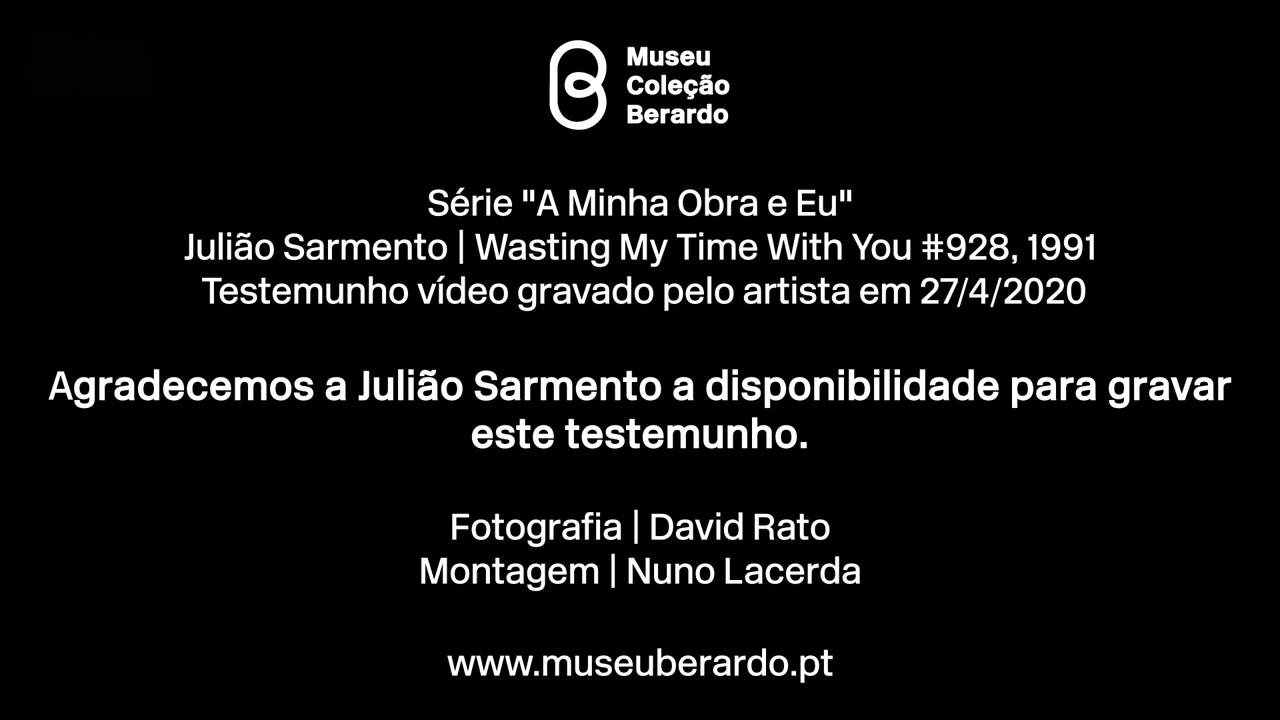 Museu
Coleção
Berardo
Série "A Minha Obra e Eu"
Julião Sarmento | Wasting My Time With You #928, 1991
Testemunho vídeo gravado pelo artista em 27/4/2020
Agradecemos a Julião Sarmento a disponibilidade para gravar
este testemunho.
Fotografia | David Rato
Montagem | Nuno Lacerda
www.museuberardo.pt